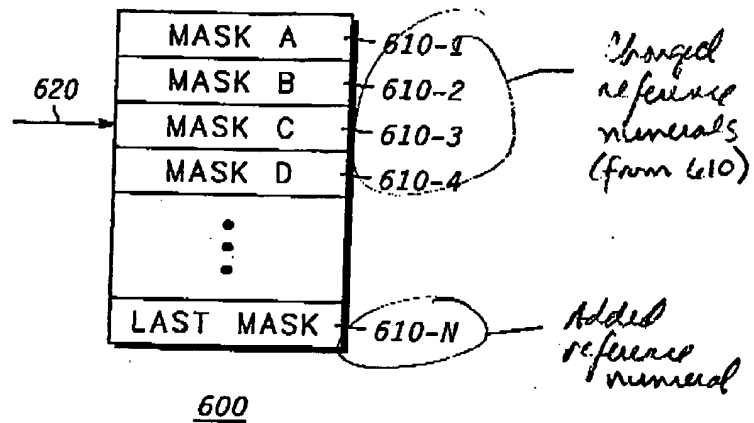 MASK A 610-1
MASK B 610-2
620
MASK C 610-3
MASK D 610-4
LAST MASK 610-N
600
Changed
reference
numerals
(from 610)
Added
reference
numeral